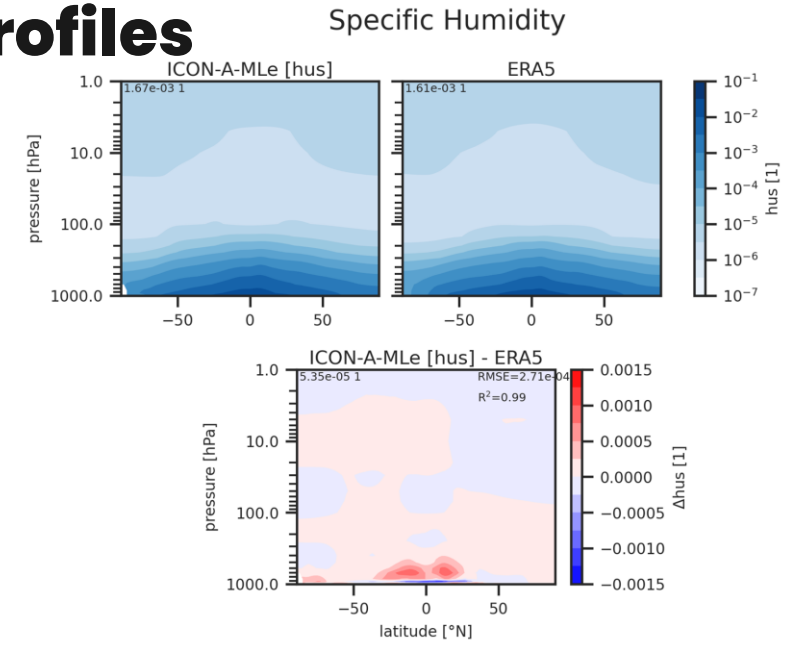 rofiles
Specific Humidity
ICON-A-MLe [hus]
ERA5
1.67e-03 1
1.61e-03 1
1.0
10.0
100.0
1000.0
pressure [hPa]
−50
0
50
−50
0
50
10⁻¹
10⁻²
10⁻³
10⁻⁴
10⁻⁵
10⁻⁶
10⁻⁷
hus [1]
ICON-A-MLe [hus] - ERA5
5.35e-05 1
RMSE=2.71e-04
R²=0.99
1.0
10.0
100.0
1000.0
pressure [hPa]
−50
0
50
latitude [°N]
0.0015
0.0010
0.0005
0.0000
−0.0005
−0.0010
−0.0015
Δhus [1]